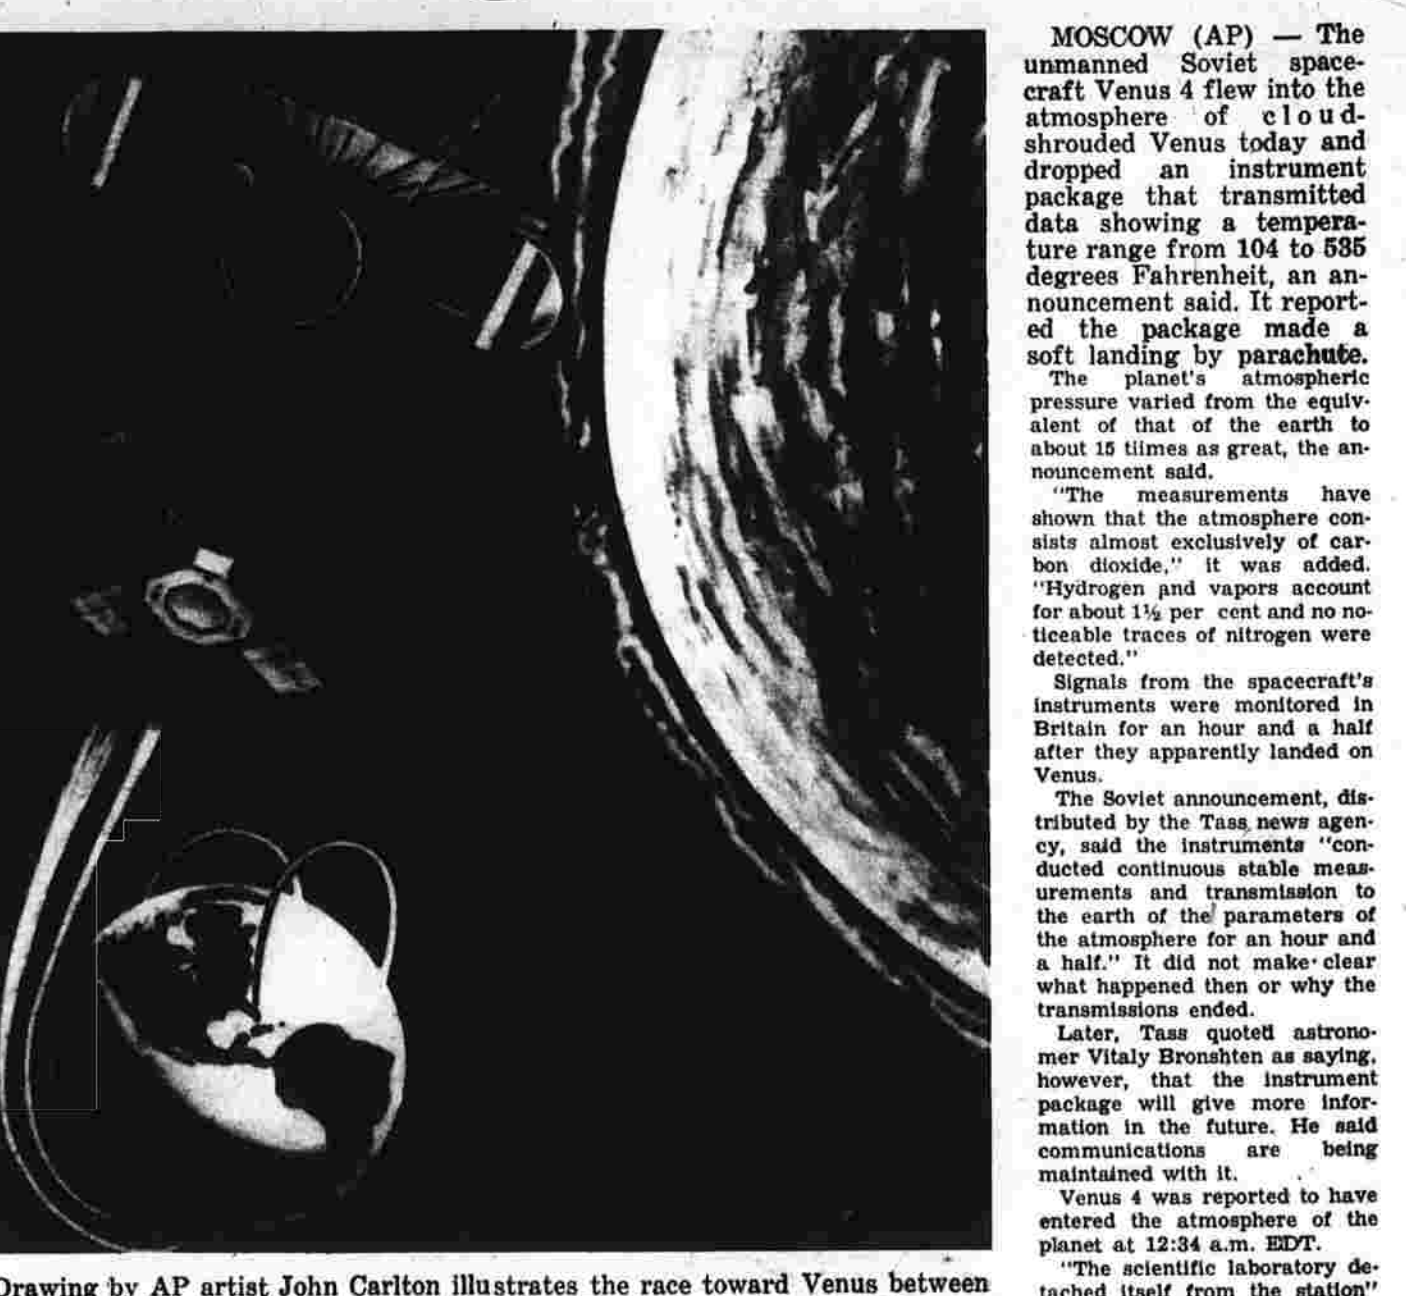 MOSCOW (AP) — The
unmanned Soviet space-
craft Venus 4 flew into the
atmosphere of cloud-
shrouded Venus today and
dropped an instrument
package that transmitted
data showing a tempera-
ture range from 104 to 535
degrees Fahrenheit, an an-
nouncement said. It report-
ed the package made a
soft landing by parachute.
The planet's atmospheric
pressure varied from the equiv-
alent of that of the earth to
about 15 tiimes as great, the an-
nouncement said.
"The measurements have
shown that the atmosphere con-
sists almost exclusively of car-
bon dioxide," it was added.
"Hydrogen and vapors account
for about 1½ per cent and no no-
ticeable traces of nitrogen were
detected."
Signals from the spacecraft's
instruments were monitored in
Britain for an hour and a half
after they apparently landed on
Venus.
The Soviet announcement, dis-
tributed by the Tass news agen-
cy, said the instruments "con-
ducted continuous stable meas-
urements and transmission to
the earth of the parameters of
the atmosphere for an hour and
a half." It did not make clear
what happened then or why the
transmissions ended.
Later, Tass quoted astrono-
mer Vitaly Bronshten as saying,
however, that the instrument
package will give more infor-
mation in the future. He said
communications are being
maintained with it.
Venus 4 was reported to have
entered the atmosphere of the
planet at 12:34 a.m. EDT.
"The scientific laboratory de-
tached itself from the station"
Drawing by AP artist John Carlton illustrates the race toward Venus between